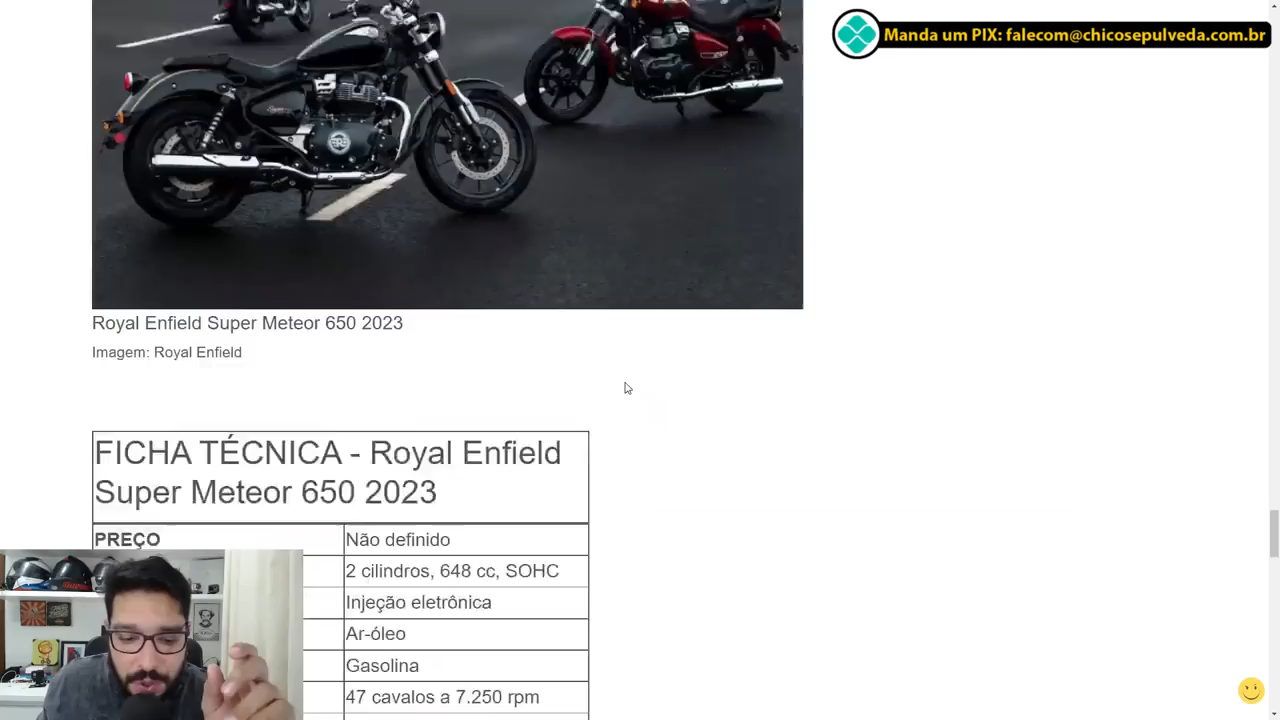 Manda um PIX: falecom@chicosepulveda.com.br
Royal Enfield Super Meteor 650 2023
Imagem: Royal Enfield
FICHA TÉCNICA - Royal Enfield
Super Meteor 650 2023
PREÇO Não definido
2 cilindros, 648 cc, SOHC
Injeção eletrônica
Ar-óleo
Gasolina
47 cavalos a 7.250 rpm